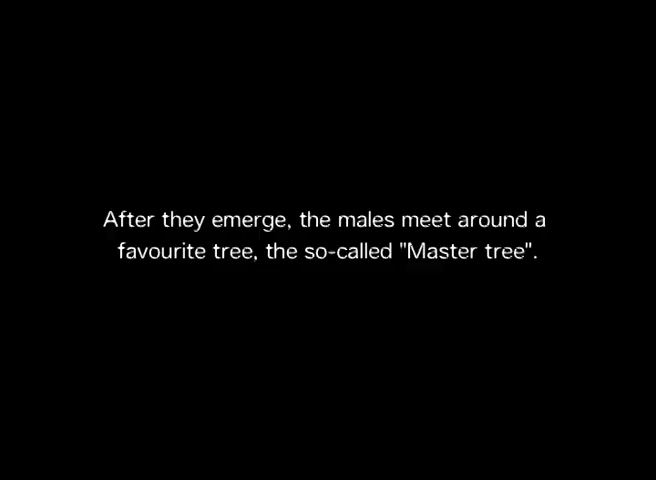 After they emerge, the males meet around a
favourite tree, the so-called "Master tree".